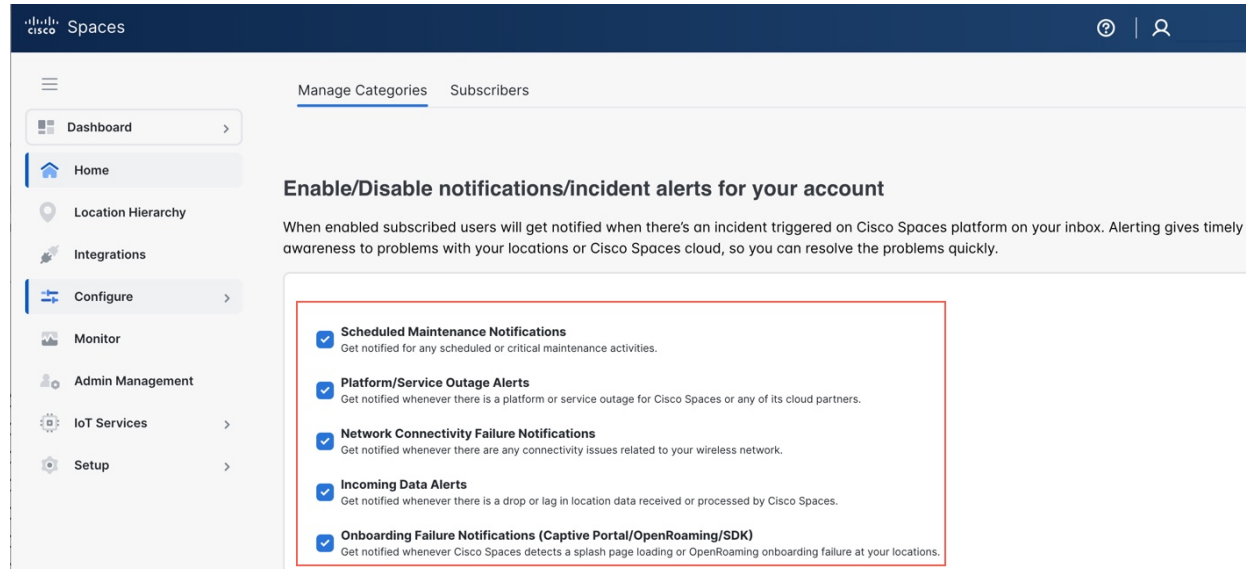 cisco Spaces
Manage Categories Subscribers
Dashboard
Home
Location Hierarchy
Integrations
Configure
Monitor
Admin Management
IoT Services
Setup
Enable/Disable notifications/incident alerts for your account
When enabled subscribed users will get notified when there's an incident triggered on Cisco Spaces platform on your inbox. Alerting gives timely
awareness to problems with your locations or Cisco Spaces cloud, so you can resolve the problems quickly.
Scheduled Maintenance Notifications
Get notified for any scheduled or critical maintenance activities.
Platform/Service Outage Alerts
Get notified whenever there is a platform or service outage for Cisco Spaces or any of its cloud partners.
Network Connectivity Failure Notifications
Get notified whenever there are any connectivity issues related to your wireless network.
Incoming Data Alerts
Get notified whenever there is a drop or lag in location data received or processed by Cisco Spaces.
Onboarding Failure Notifications (Captive Portal/OpenRoaming/SDK)
Get notified whenever Cisco Spaces detects a splash page loading or OpenRoaming onboarding failure at your locations.